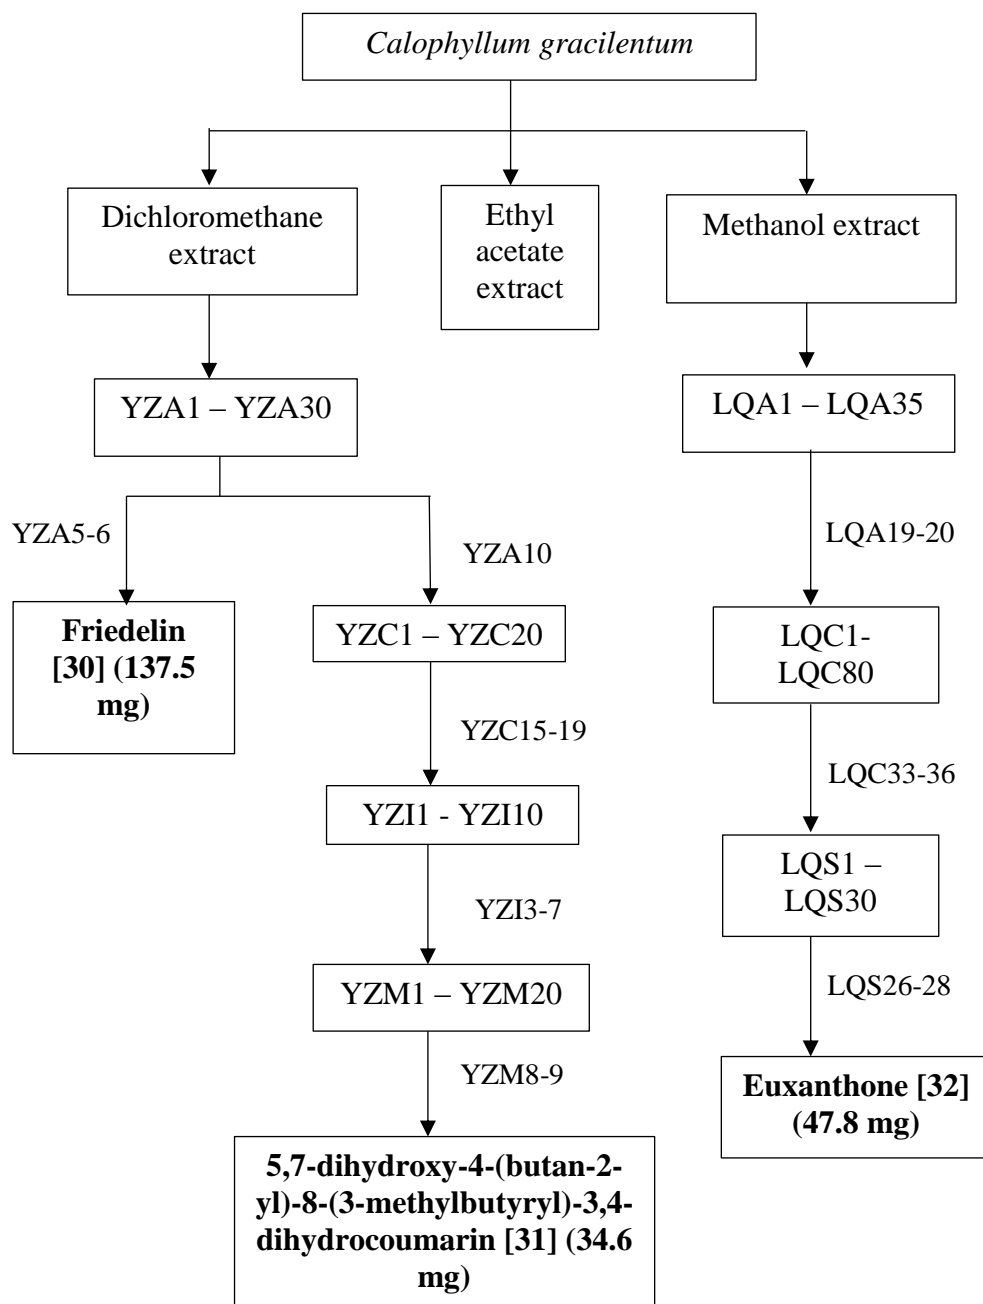 Calophyllum gracilentum
Dichloromethane
extract
Ethyl
acetate
extract
Methanol extract
YZA1 – YZA30
LQA1 – LQA35
YZA5-6
YZA10
LQA19-20
Friedelin
[30] (137.5
mg)
YZC1 – YZC20
LQC1-
LQC80
YZC15-19
LQC33-36
YZI1 - YZI10
LQS1 –
LQS30
YZI3-7
LQS26-28
YZM1 – YZM20
YZM8-9
Euxanthone [32]
(47.8 mg)
5,7-dihydroxy-4-(butan-2-
yl)-8-(3-methylbutyryl)-3,4-
dihydrocoumarin [31] (34.6
mg)